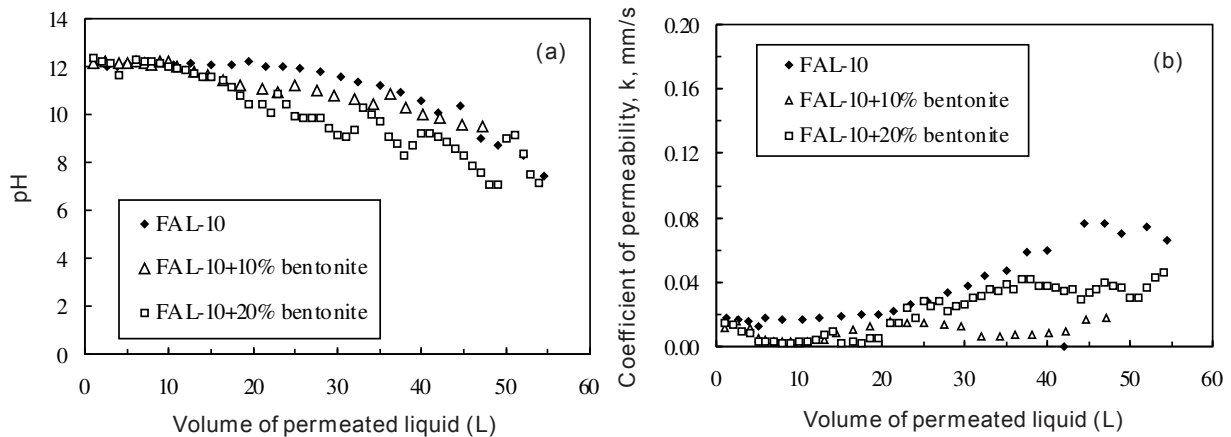 14
12
10
8
6
4
2
0
pH
(a)
FAL-10
FAL-10+10% bentonite
FAL-10+20% bentonite
0 10 20 30 40 50 60
Volume of permeated liquid (L)
Coefficient of permeability, k, mm/s
0.20
0.16
0.12
0.08
0.04
0.00
(b)
FAL-10
FAL-10+10% bentonite
FAL-10+20% bentonite
0 10 20 30 40 50 60
Volume of permeated liquid (L)